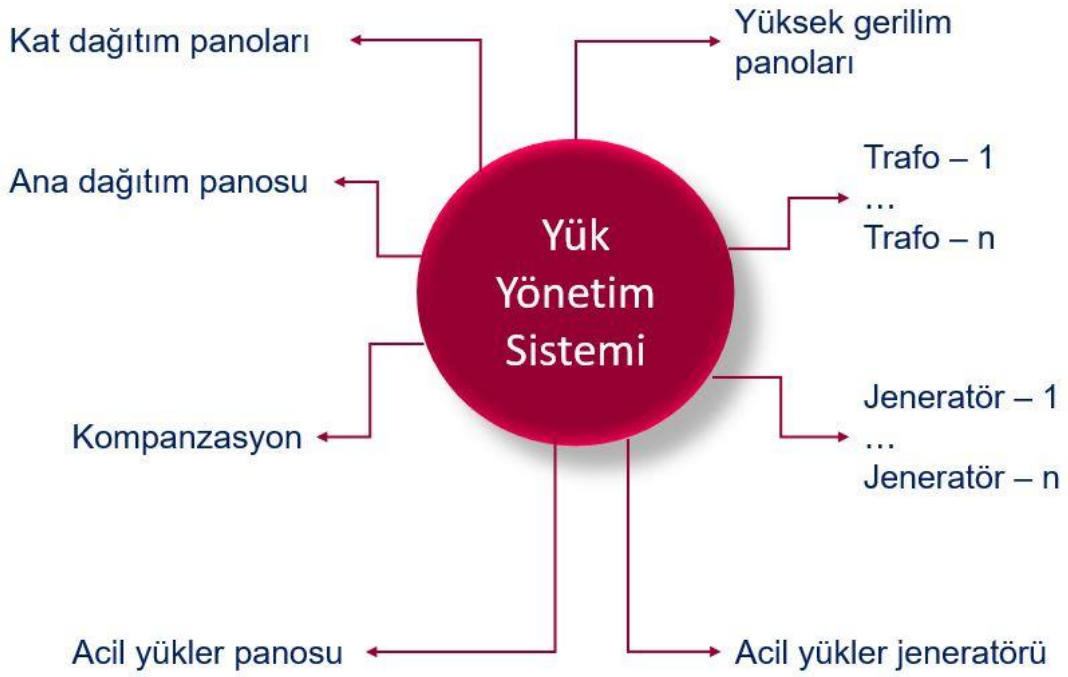 Kat dağıtım panoları
Yüksek gerilim
panoları
Ana dağıtım panosu
Trafo – 1
...
Trafo – n
Yük
Yönetim
Sistemi
Kompanzasyon
Jeneratör – 1
...
Jeneratör – n
Acil yükler panosu
Acil yükler jeneratörü